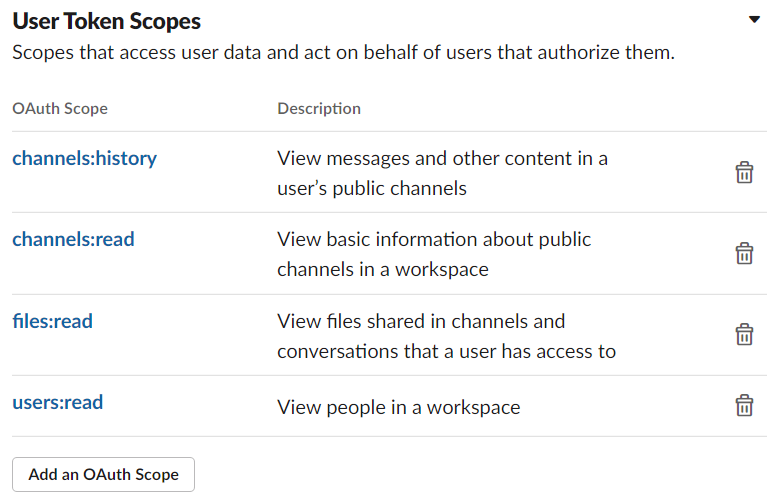 User Token Scopes
Scopes that access user data and act on behalf of users that authorize them.
OAuth Scope Description
channels:history View messages and other content in a
user’s public channels
channels:read View basic information about public
channels in a workspace
files:read View files shared in channels and
conversations that a user has access to
users:read View people in a workspace
Add an OAuth Scope